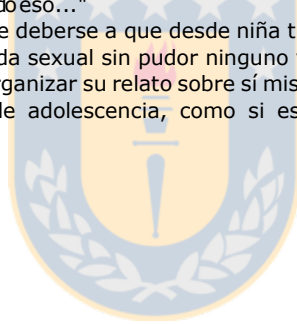 do eso..."
e deberse a que desde niña t
da sexual sin pudor ninguno
rganizar su relato sobre sí mis
le adolescencia, como si es